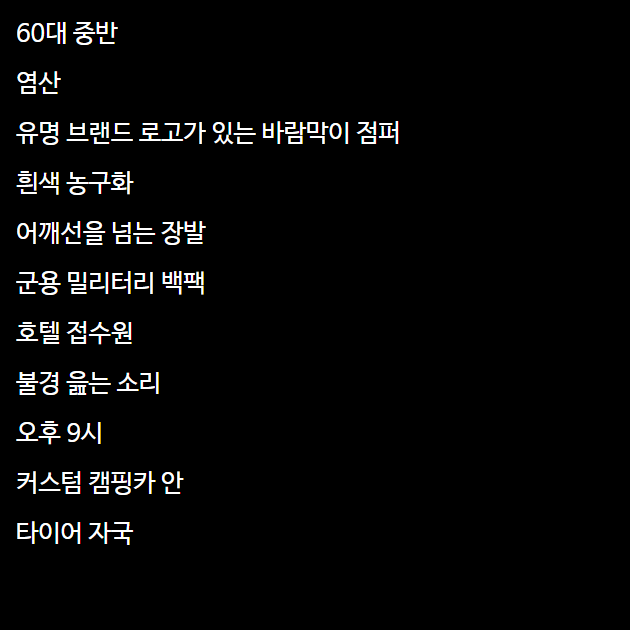 60대 중반
염산
유명 브랜드 로고가 있는 바람막이 점퍼
흰색 농구화
어깨선을 넘는 장발
군용 밀리터리 백팩
호텔 접수원
불경 읊는 소리
오후 9시
커스텀 캠핑카 안
타이어 자국